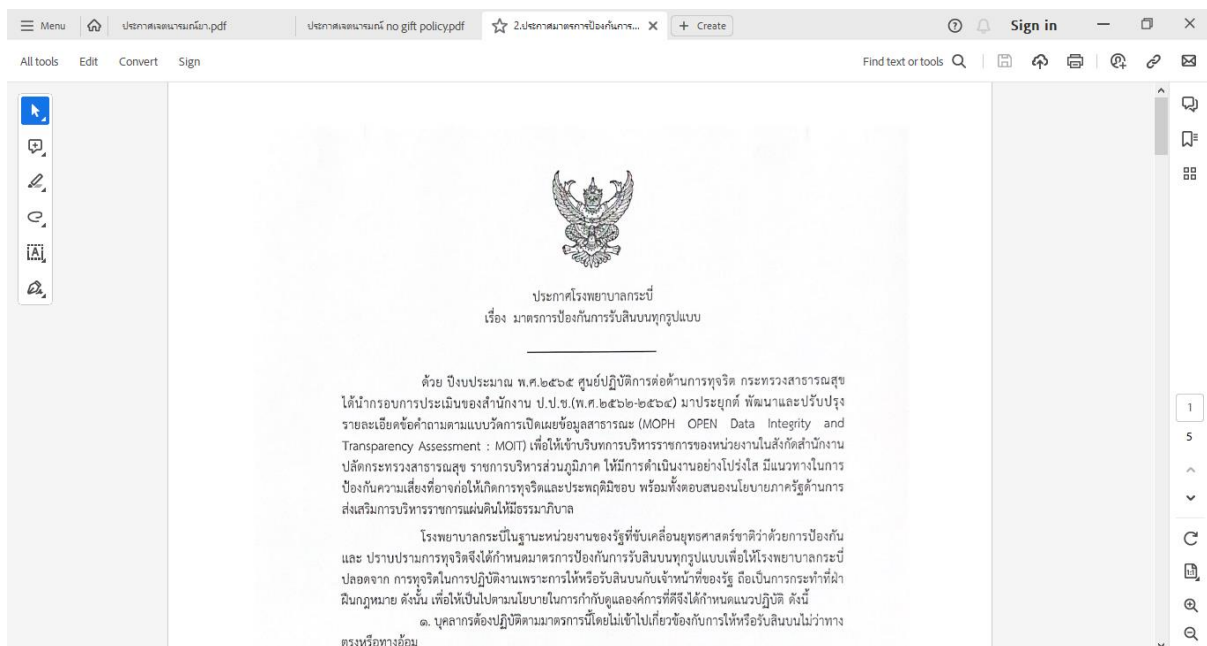 Menu
ประกาศเจตนารมณ์ยา.pdf
ประกาศเจตนารมณ์ no gift policy.pdf
2.ประกาศมาตรการป้องกันการ...
+ Create
Sign in
All tools Edit Convert Sign
Find text or tools
ประกาศโรงพยาบาลกระบี่
เรื่อง มาตรการป้องกันการรับสินบนทุกรูปแบบ
ด้วย ปีงบประมาณ พ.ศ.๒๕๖๕ ศูนย์ปฏิบัติการต่อต้านการทุจริต กระทรวงสาธารณสุข
ได้นำกรอบการประเมินของสำนักงาน ป.ป.ช.(พ.ศ.๒๕๖๒-๒๕๖๔) มาประยุกต์ พัฒนาและปรับปรุง
รายละเอียดข้อคำถามตามแบบวัดการเปิดเผยข้อมูลสาธารณะ (MOPH OPEN Data Integrity and
Transparency Assessment : MOIT) เพื่อให้เข้าบริบทการบริหารราชการของหน่วยงานในสังกัดสำนักงาน
ปลัดกระทรวงสาธารณสุข ราชการบริหารส่วนภูมิภาค ให้มีการดำเนินงานอย่างโปร่งใส มีแนวทางในการ
ป้องกันความเสี่ยงที่อาจก่อให้เกิดการทุจริตและประพฤติมิชอบ พร้อมทั้งตอบสนองนโยบายภาครัฐด้านการ
ส่งเสริมการบริหารราชการแผ่นดินให้มีธรรมาภิบาล
โรงพยาบาลกระบี่ในฐานะหน่วยงานของรัฐที่ขับเคลื่อนยุทธศาสตร์ชาติว่าด้วยการป้องกัน
และ ปราบปรามการทุจริตจึงได้กำหนดมาตรการป้องกันการรับสินบนทุกรูปแบบเพื่อให้โรงพยาบาลกระบี่
ปลอดจาก การทุจริตในการปฏิบัติงานเพราะการให้หรือรับสินบนกับเจ้าหน้าที่ของรัฐ ถือเป็นการกระทำที่ฝ่า
ฝืนกฎหมาย ดังนั้น เพื่อให้เป็นไปตามนโยบายในการกำกับดูแลองค์การที่ดีจึงได้กำหนดแนวปฏิบัติ ดังนี้
๑. บุคลากรต้องปฏิบัติตามมาตรการนี้โดยไม่เข้าไปเกี่ยวข้องกับการให้หรือรับสินบนไม่ว่าทาง
ตรงหรือทางอ้อม
1
5